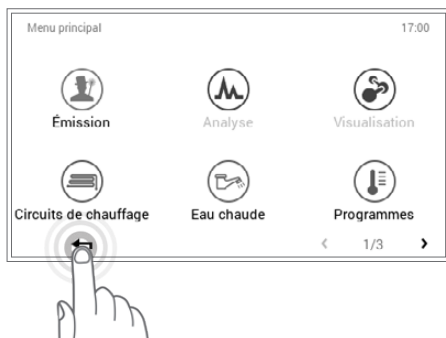 Menu principal 17:00
Émission Analyse Visualisation
Circuits de chauffage Eau chaude Programmes
1/3